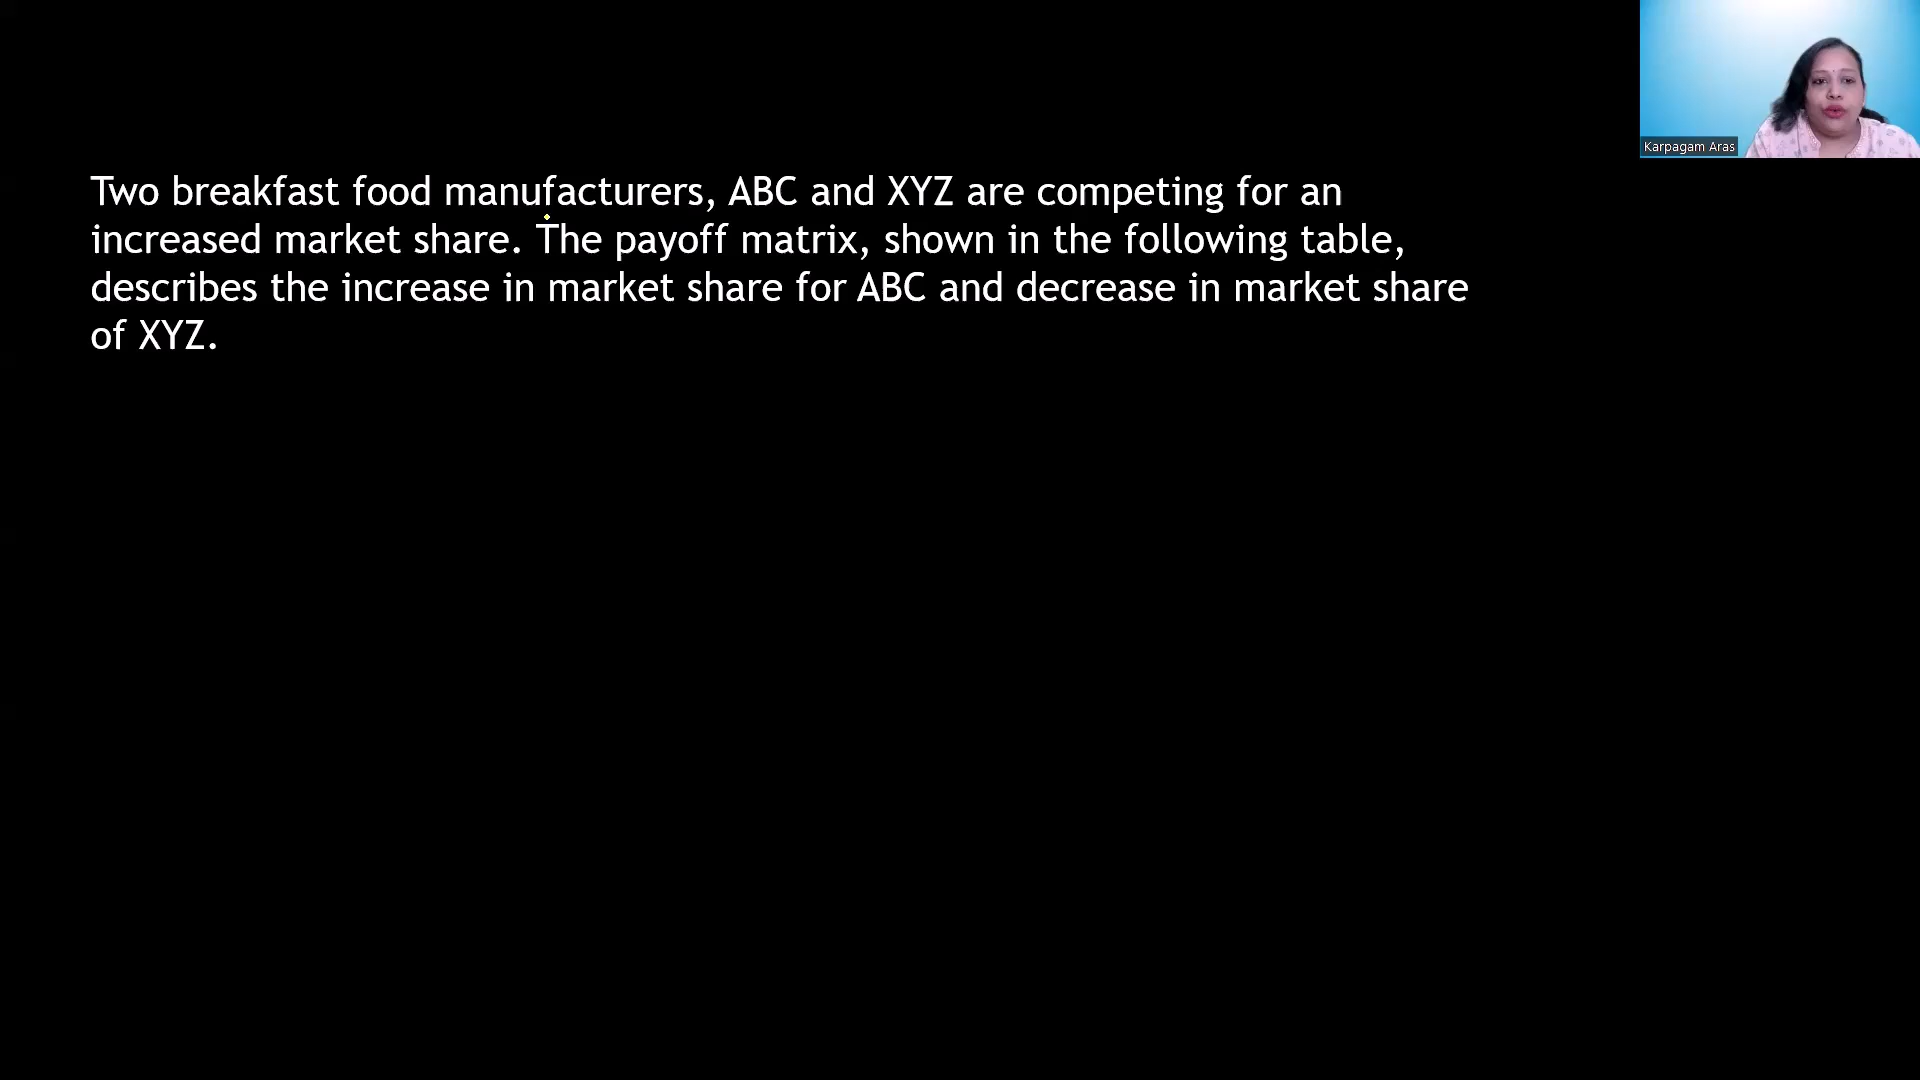 Karpagam Aras
Two breakfast food manufacturers, ABC and XYZ are competing for an
increased market share. The payoff matrix, shown in the following table,
describes the increase in market share for ABC and decrease in market share
of XYZ.